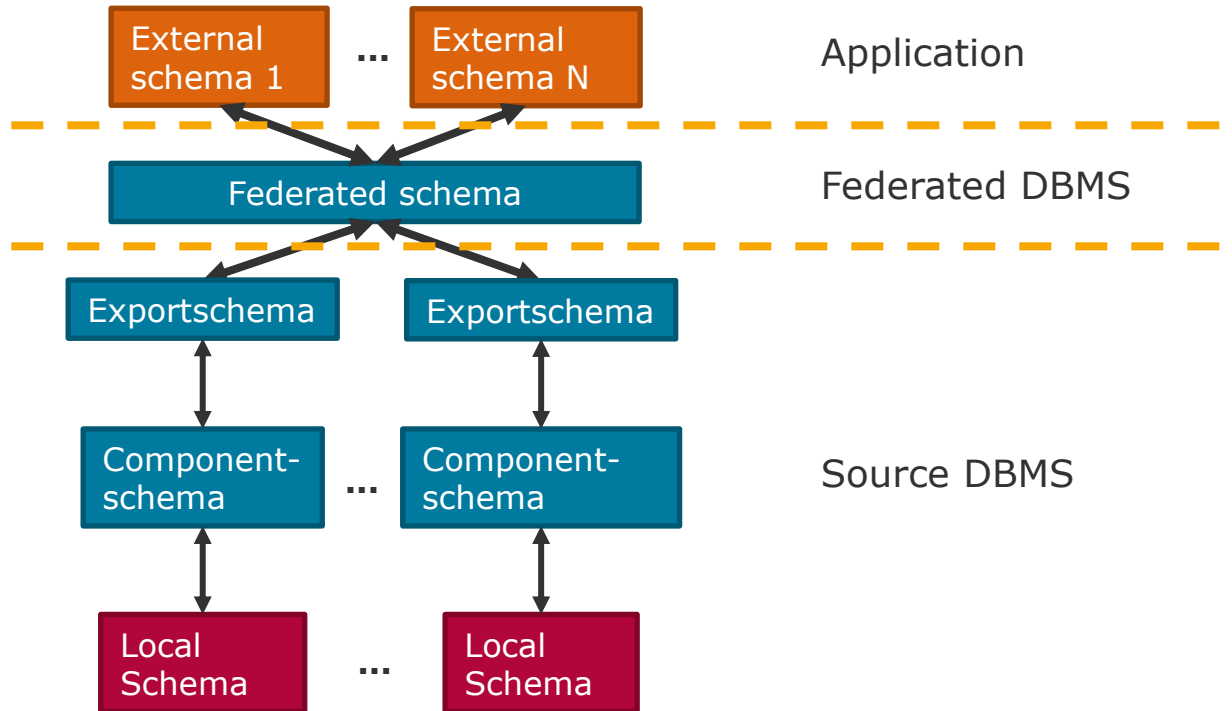 External
schema 1
...
External
schema N
Application
Federated schema
Federated DBMS
Exportschema
Exportschema
Component-
schema
...
Component-
schema
Source DBMS
Local
Schema
...
Local
Schema